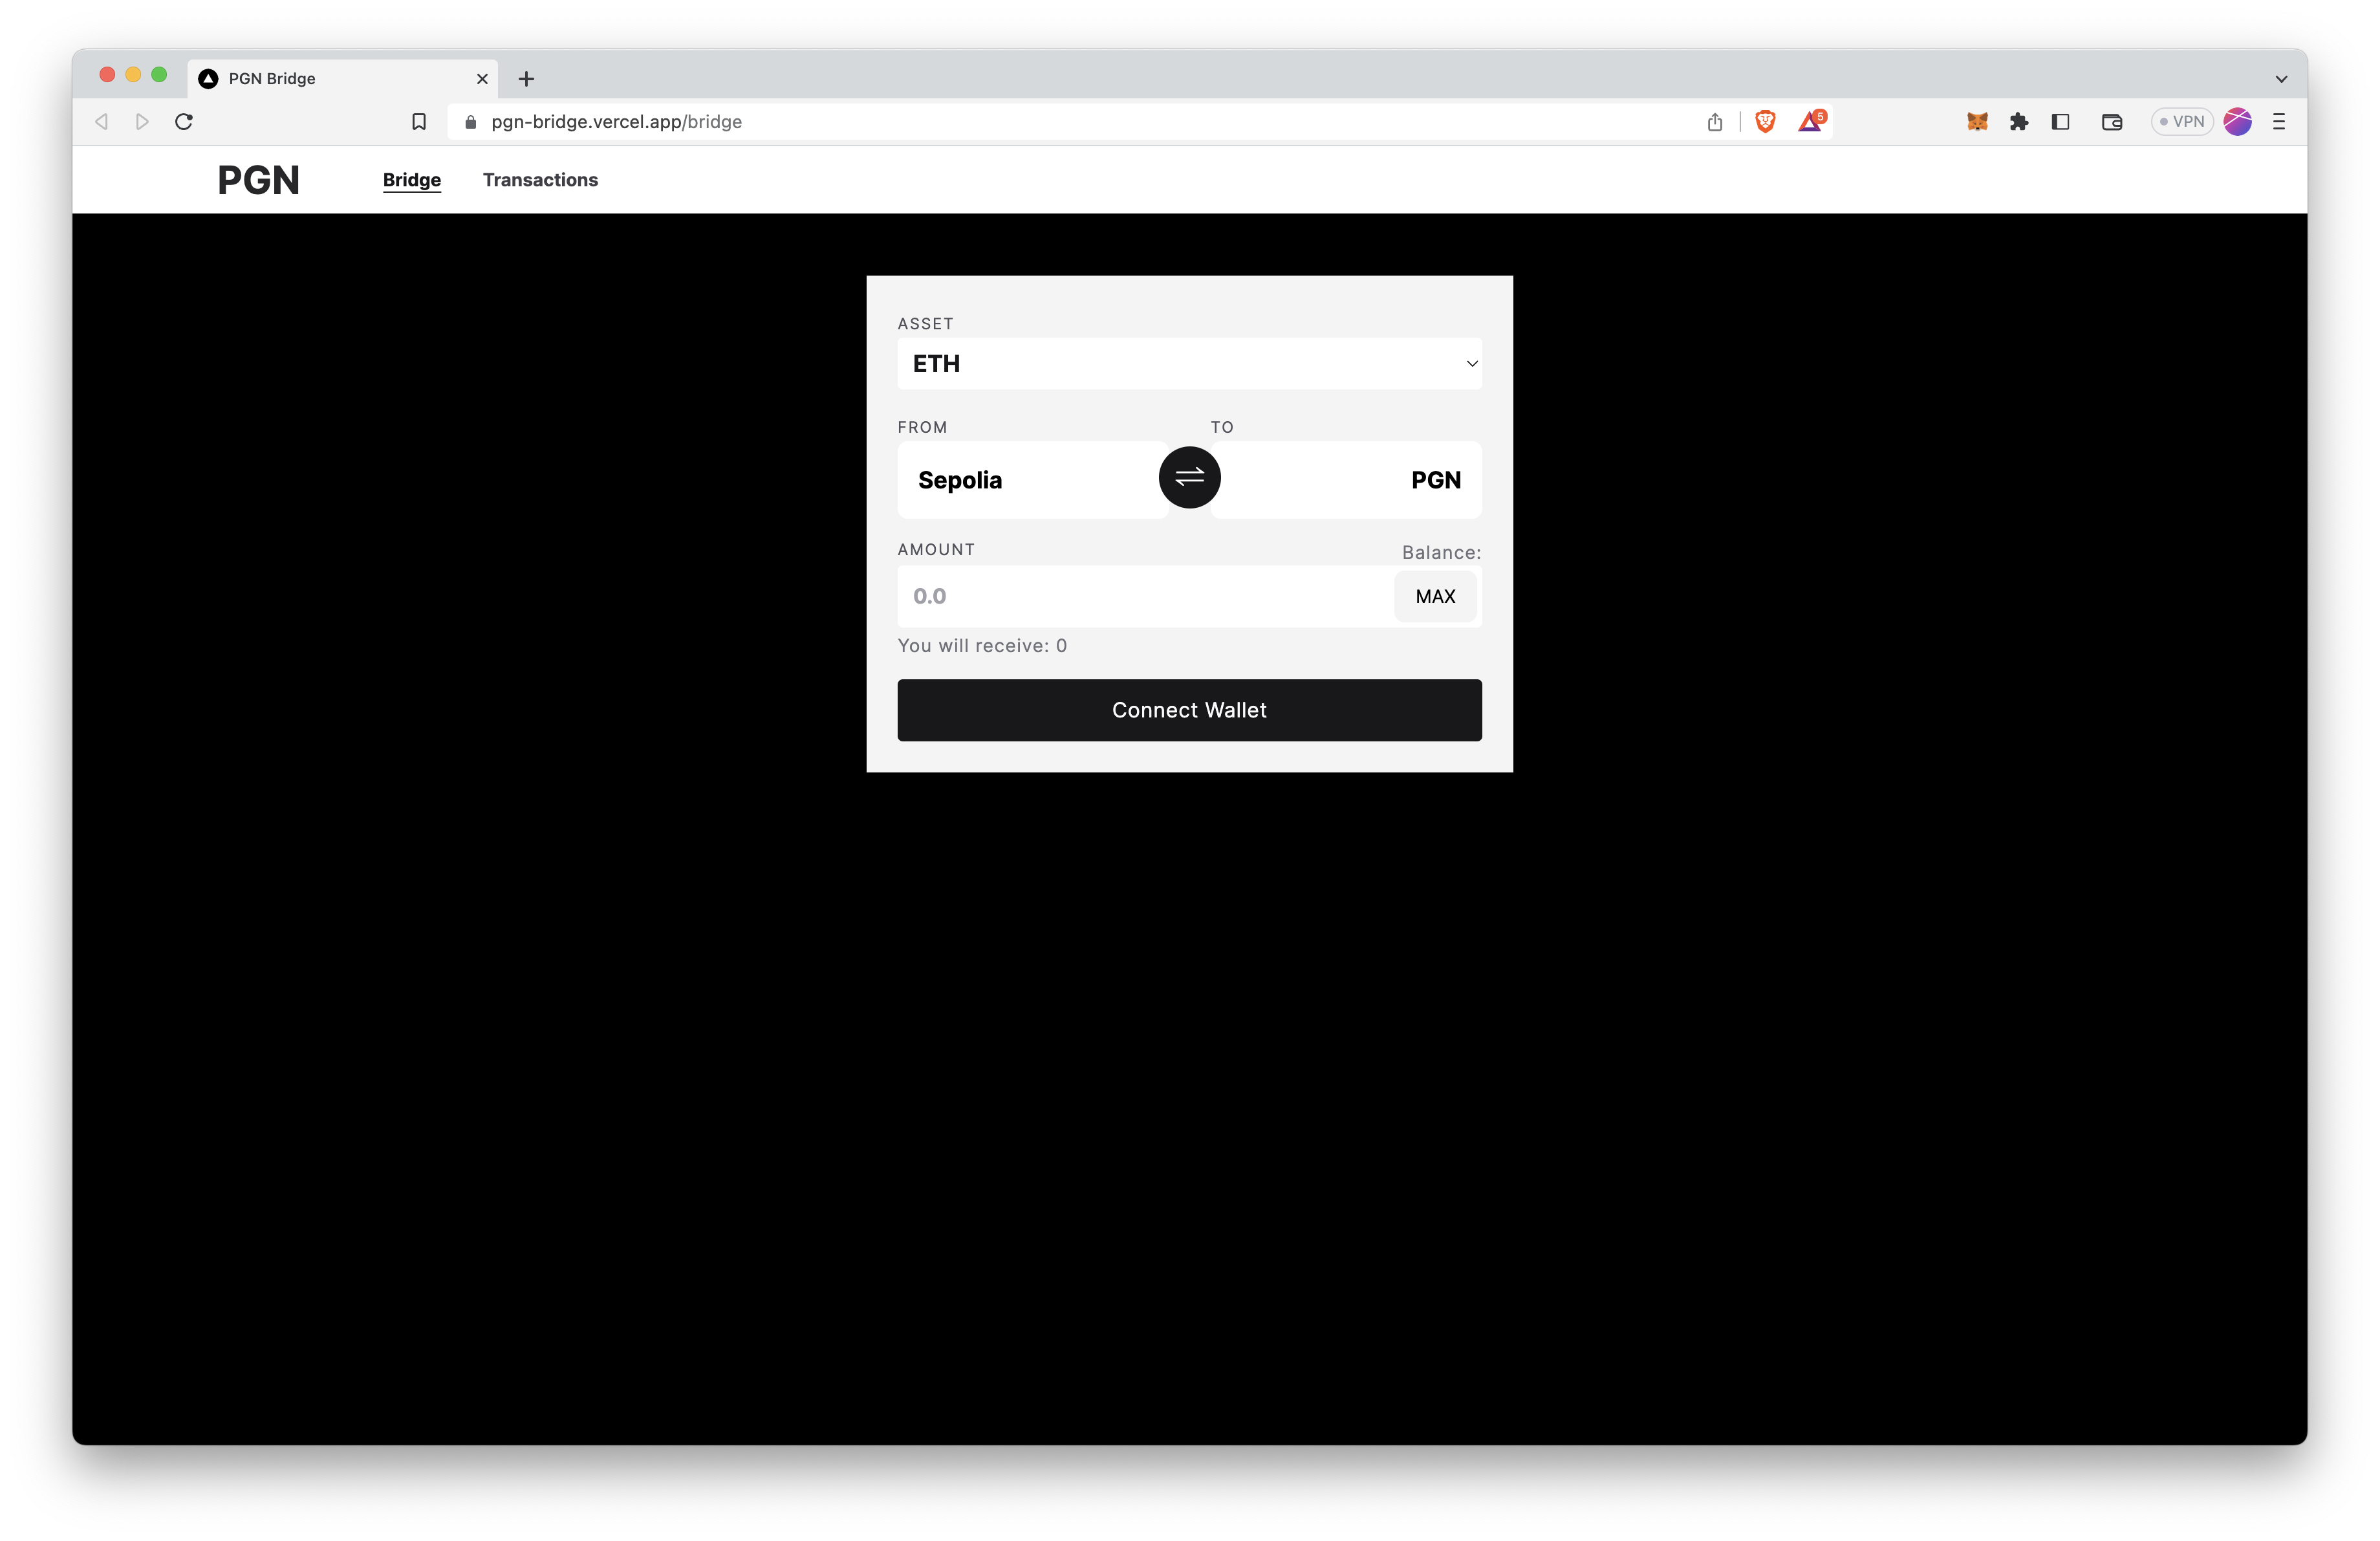 PGN Bridge
pgn-bridge.vercel.app/bridge
5
VPN
PGN
Bridge
Transactions
ASSET
ETH
FROM
TO
Sepolia
PGN
AMOUNT
Balance:
0.0
MAX
You will receive: 0
Connect Wallet